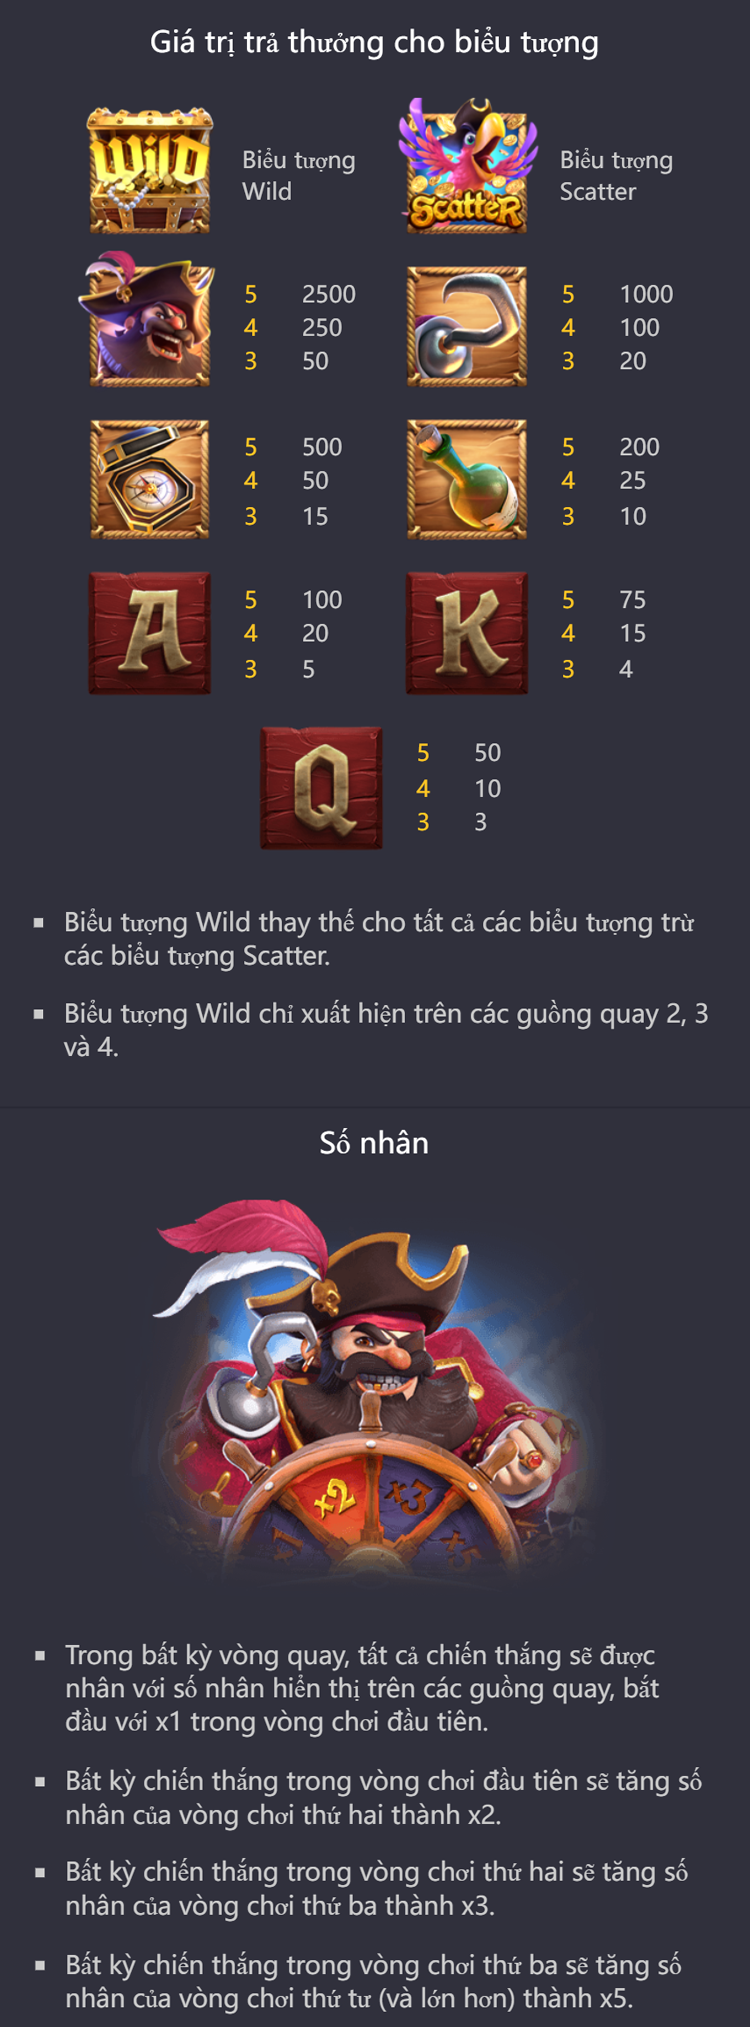 Giá trị trả thưởng cho biểu tượng
Wild
Biểu tượng
Wild
Scatter
Biểu tượng
Scatter
5 2500
4 250
3 50
5 1000
4 100
3 20
5 500
4 50
3 15
5 200
4 25
3 10
A
5 100
4 20
3 5
K
5 75
4 15
3 4
Q
5 50
4 10
3 3
▪ Biểu tượng Wild thay thế cho tất cả các biểu tượng trừ
các biểu tượng Scatter.
▪ Biểu tượng Wild chỉ xuất hiện trên các guồng quay 2, 3
và 4.
Số nhân
x1 x2 x3 x5
▪ Trong bất kỳ vòng quay, tất cả chiến thắng sẽ được
nhân với số nhân hiển thị trên các guồng quay, bắt
đầu với x1 trong vòng chơi đầu tiên.
▪ Bất kỳ chiến thắng trong vòng chơi đầu tiên sẽ tăng số
nhân của vòng chơi thứ hai thành x2.
▪ Bất kỳ chiến thắng trong vòng chơi thứ hai sẽ tăng số
nhân của vòng chơi thứ ba thành x3.
▪ Bất kỳ chiến thắng trong vòng chơi thứ ba sẽ tăng số
nhân của vòng chơi thứ tư (và lớn hơn) thành x5.